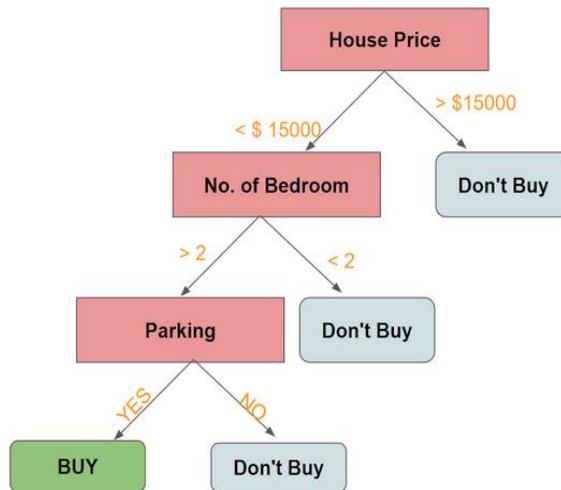 House Price
> $15000
< $ 15000
No. of Bedroom
Don't Buy
> 2
< 2
Parking
Don't Buy
YES
NO
BUY
Don't Buy